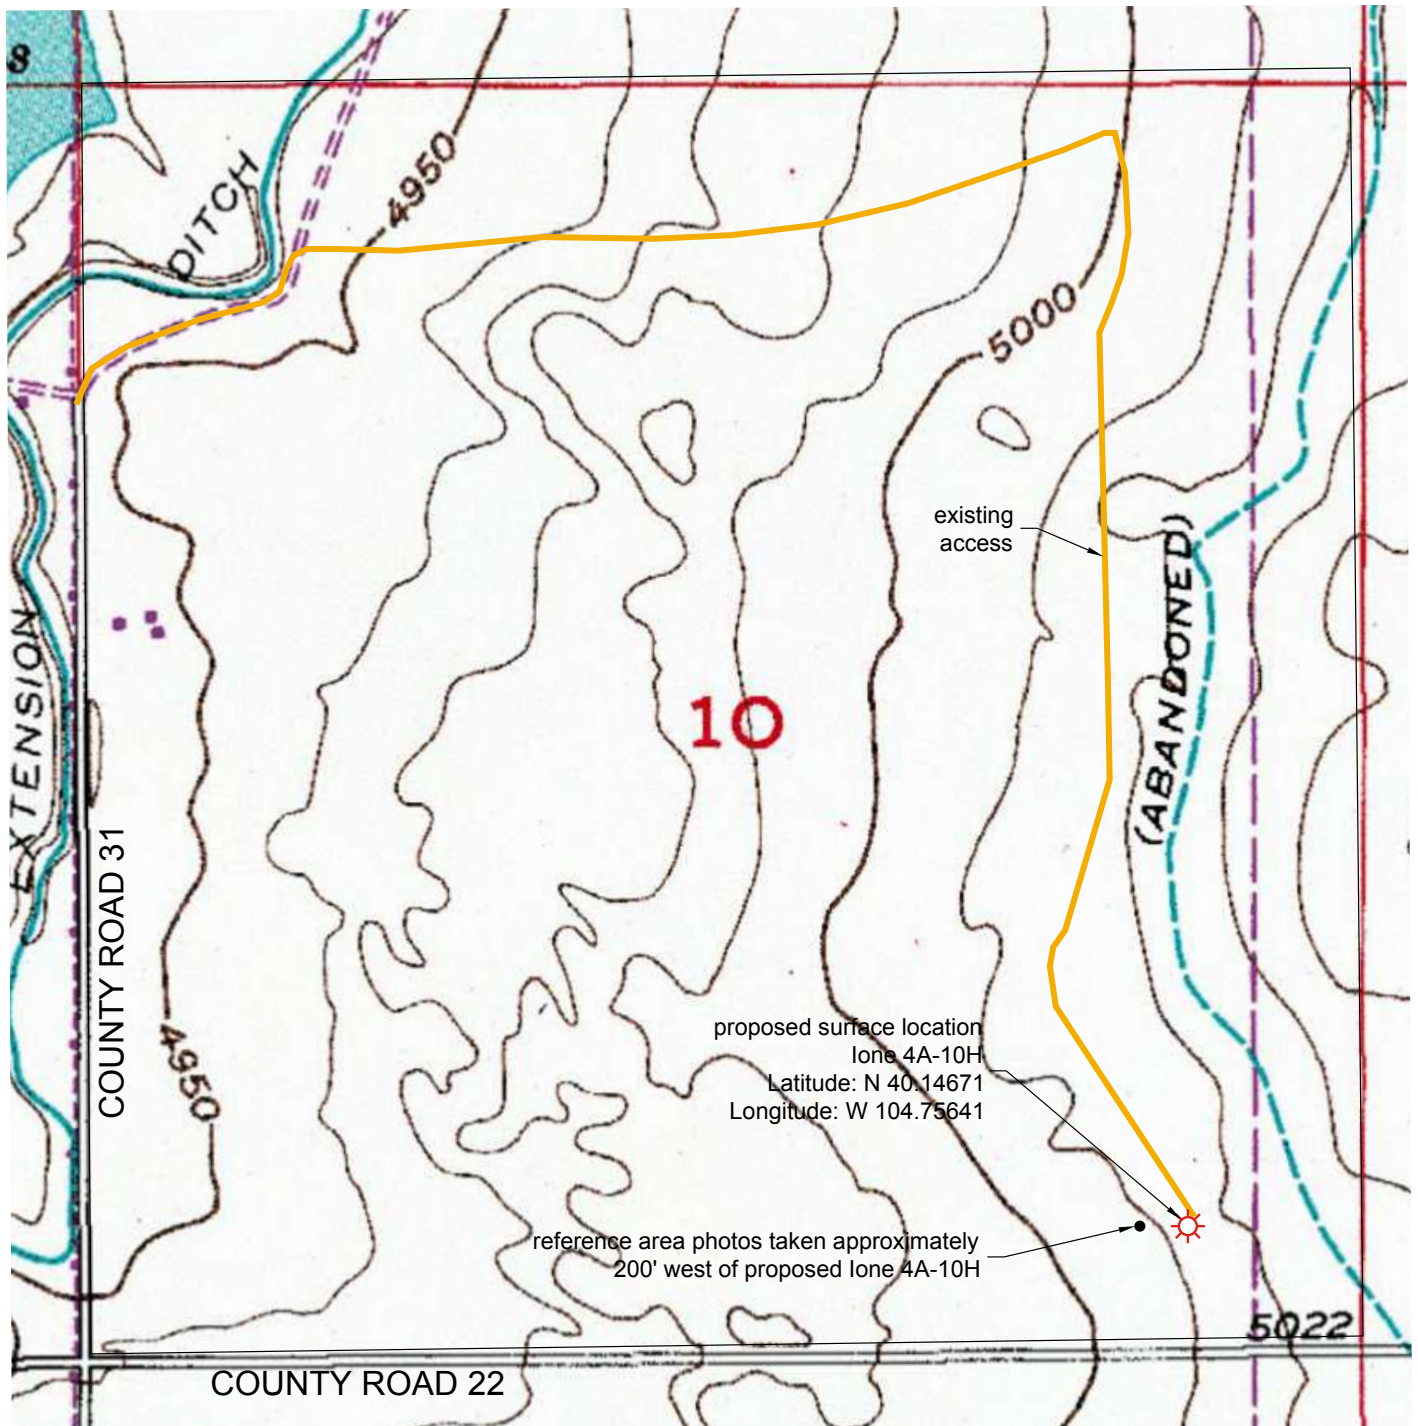 s
DITCH
4950
5000
existing
access
(ABANDONED)
EXTENSION
10
COUNTY ROAD 31
4950
proposed surface location
Ione 4A-10H
Latitude: N 40.14671
Longitude: W 104.75641
reference area photos taken approximately
200' west of proposed Ione 4A-10H
5022
COUNTY ROAD 22